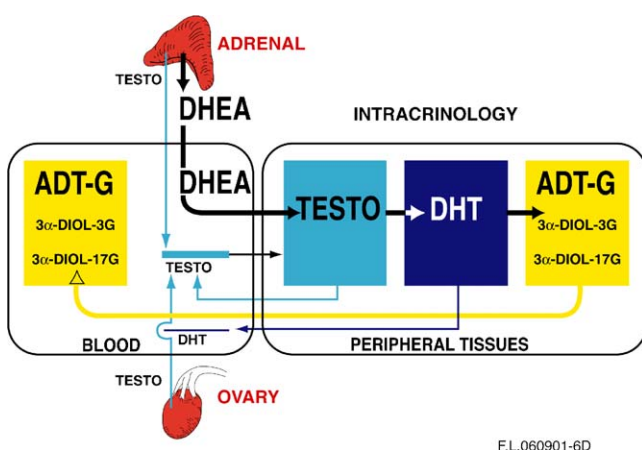 ADRENAL
TESTO
DHEA
INTRACRINOLOGY
DHEA
ADT-G
3α-DIOL-3G
3α-DIOL-17G
TESTO
TESTO
DHT
ADT-G
3α-DIOL-3G
3α-DIOL-17G
DHT
BLOOD
PERIPHERAL TISSUES
TESTO
OVARY
F.L.060901-6D